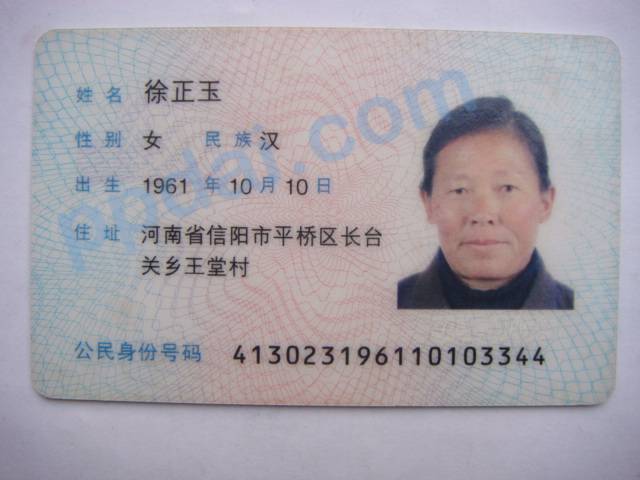 姓名 徐正玉
性别 女 民族 汉
出生 1961 年 10 月 10 日
住址 河南省信阳市平桥区长台
关乡王堂村
公民身份号码 413023196110103344
ppdai.com